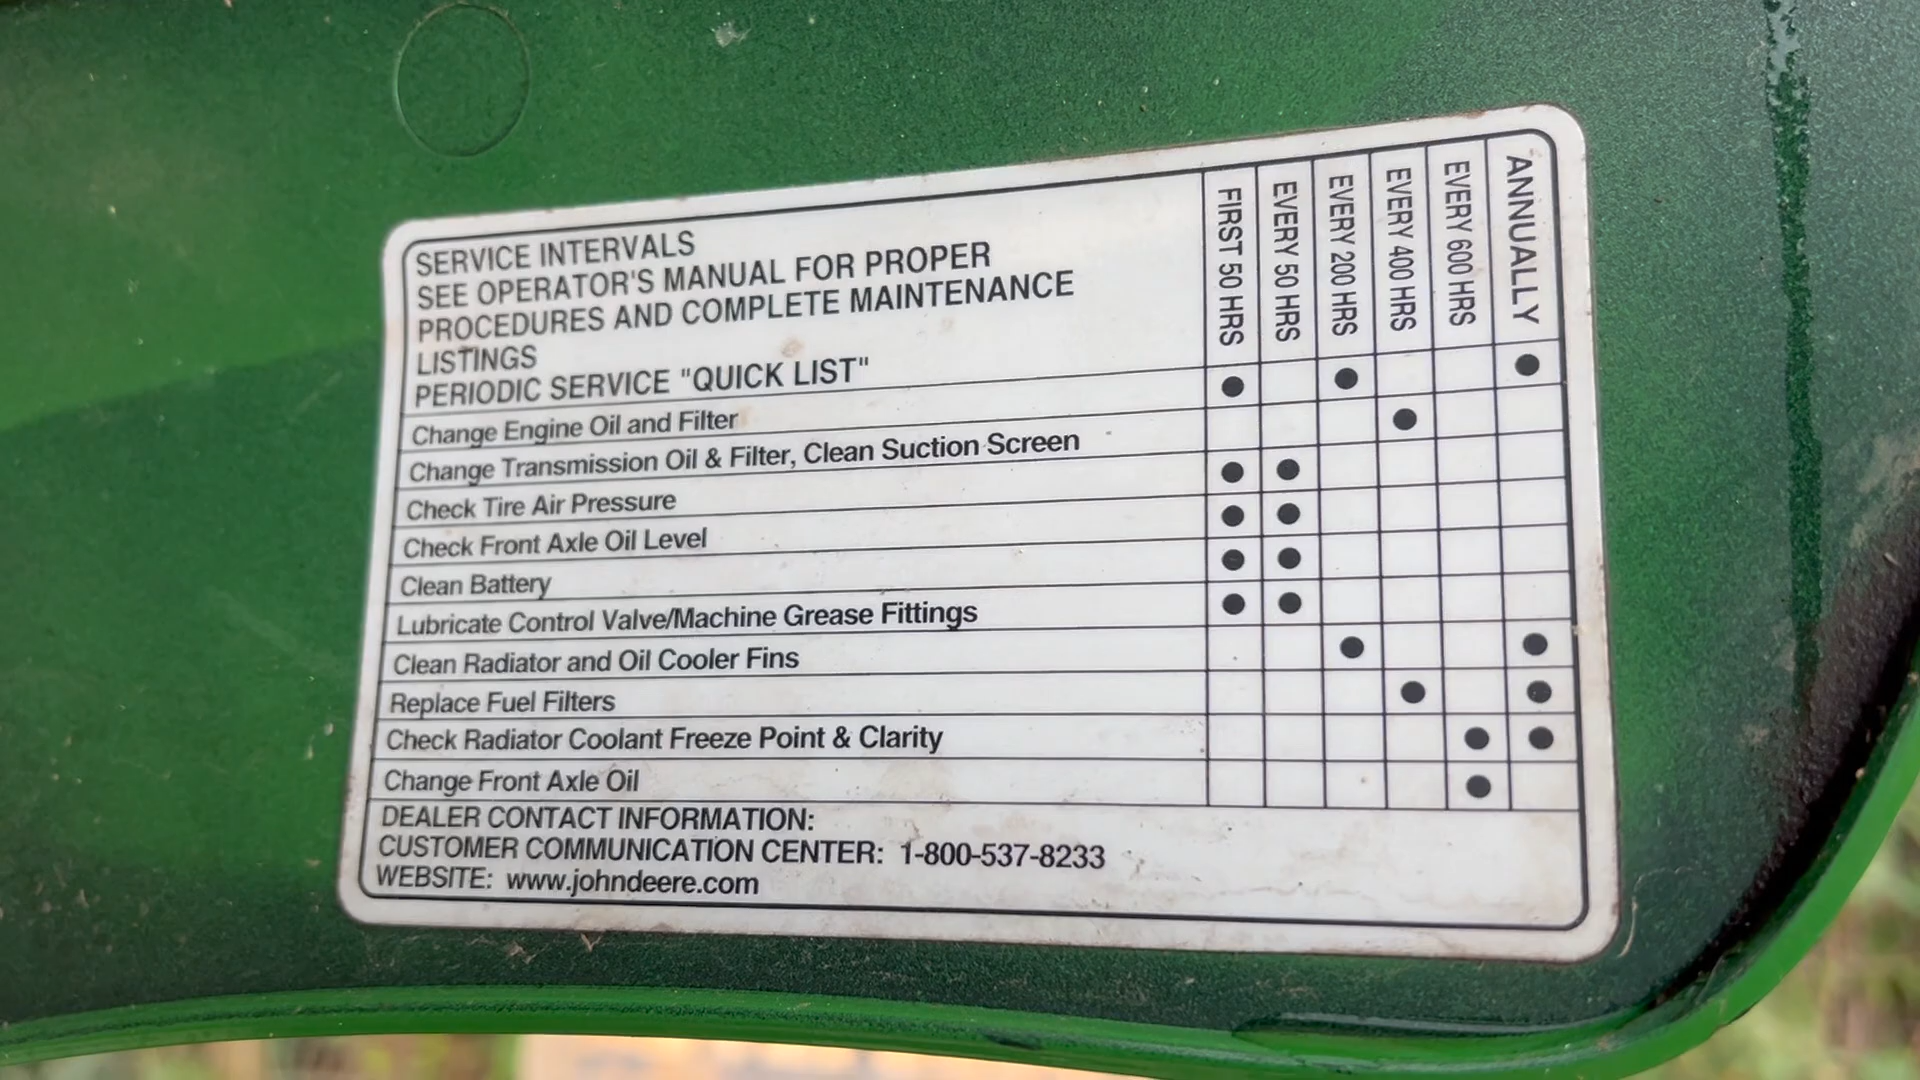 SERVICE INTERVALS
SEE OPERATOR'S MANUAL FOR PROPER
PROCEDURES AND COMPLETE MAINTENANCE
LISTINGS
PERIODIC SERVICE "QUICK LIST"
FIRST 50 HRS
EVERY 50 HRS
EVERY 200 HRS
EVERY 400 HRS
EVERY 600 HRS
ANNUALLY
Change Engine Oil and Filter
Change Transmission Oil & Filter, Clean Suction Screen
Check Tire Air Pressure
Check Front Axle Oil Level
Clean Battery
Lubricate Control Valve/Machine Grease Fittings
Clean Radiator and Oil Cooler Fins
Replace Fuel Filters
Check Radiator Coolant Freeze Point & Clarity
Change Front Axle Oil
DEALER CONTACT INFORMATION:
CUSTOMER COMMUNICATION CENTER: 1-800-537-8233
WEBSITE: www.johndeere.com